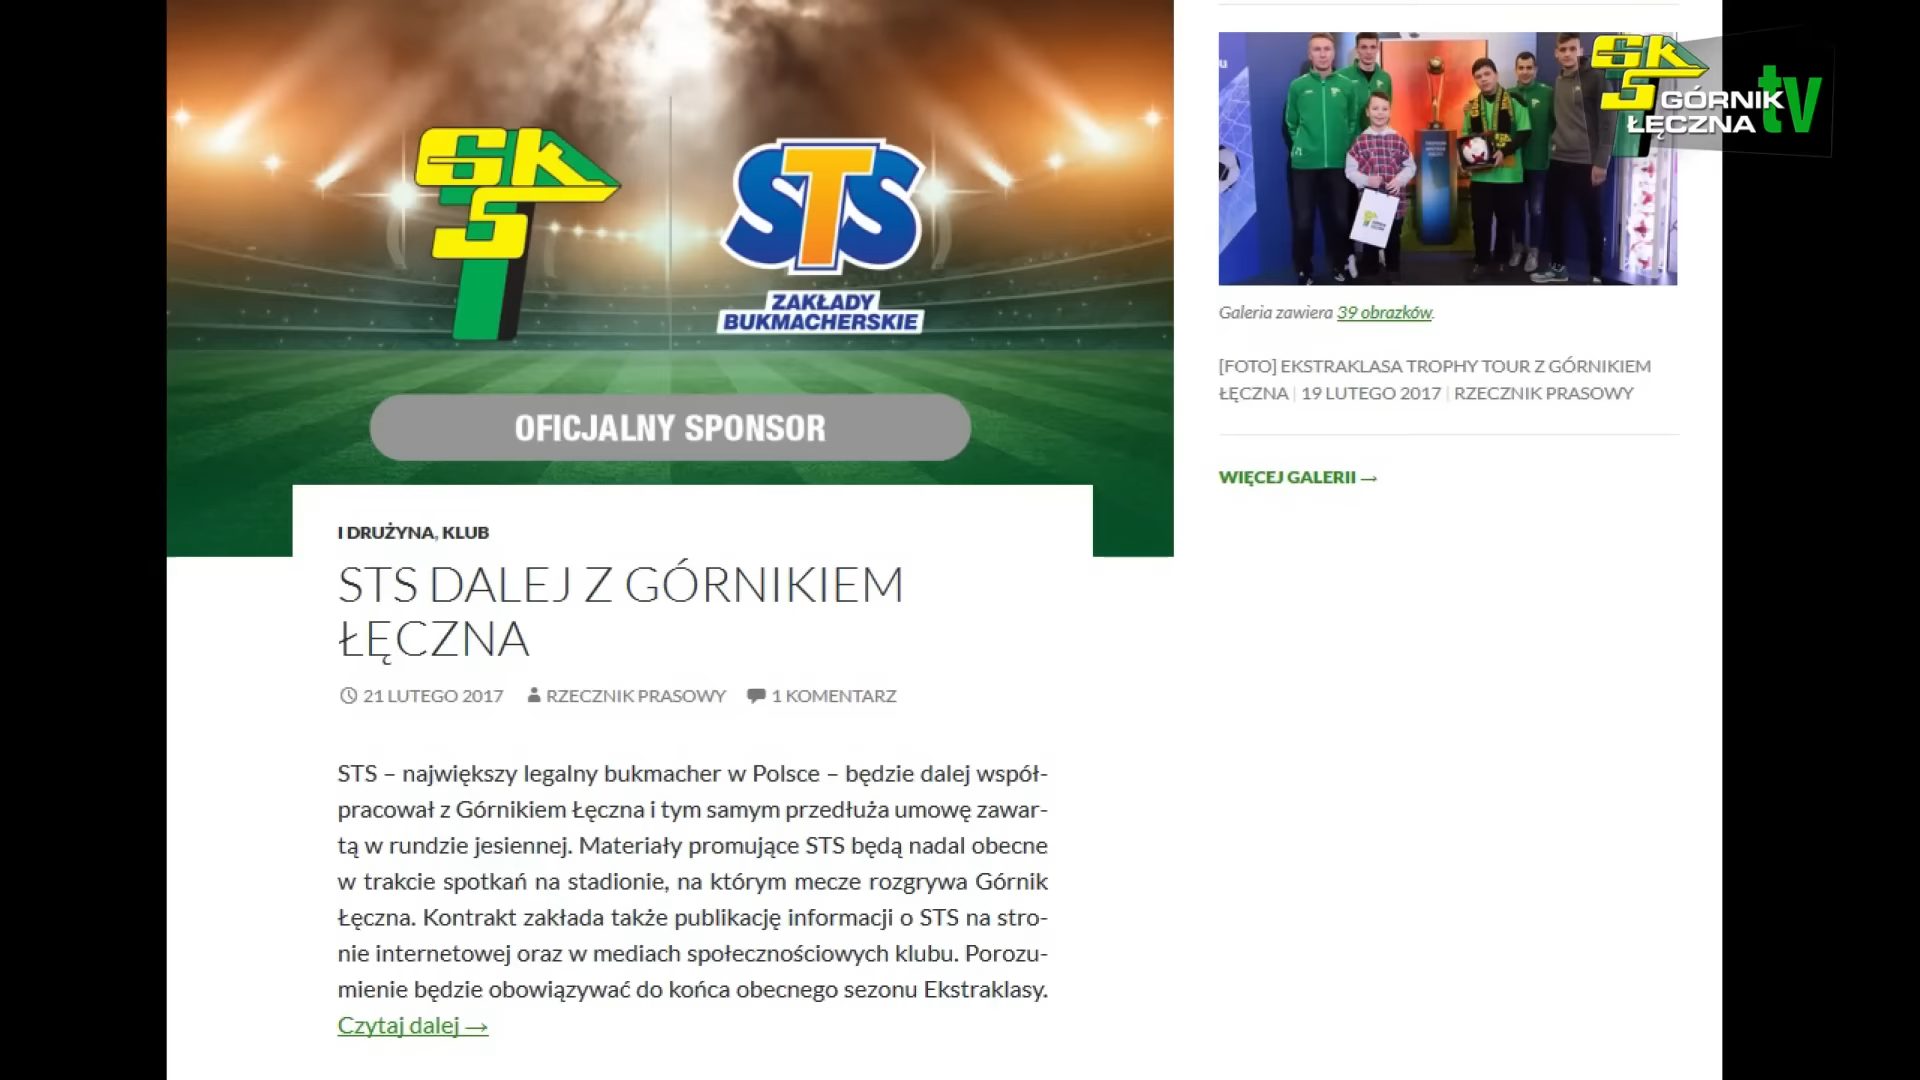 GKS
STS
ZAKŁADY
BUKMACHERSKIE
OFICJALNY SPONSOR
I DRUŻYNA, KLUB
STS DALEJ Z GÓRNIKIEM
ŁĘCZNA
21 LUTEGO 2017 RZECZNIK PRASOWY 1 KOMENTARZ
STS – największy legalny bukmacher w Polsce – będzie dalej współ-
pracował z Górnikiem Łęczna i tym samym przedłuża umowę zawar-
tą w rundzie jesiennej. Materiały promujące STS będą nadal obecne
w trakcie spotkań na stadionie, na którym mecze rozgrywa Górnik
Łęczna. Kontrakt zakłada także publikację informacji o STS na stro-
nie internetowej oraz w mediach społecznościowych klubu. Porozu-
mienie będzie obowiązywać do końca obecnego sezonu Ekstraklasy.
Czytaj dalej →
GKS
GÓRNIK
ŁĘCZNA tv
Galeria zawiera 39 obrazków.
[FOTO] EKSTRAKLASA TROPHY TOUR Z GÓRNIKIEM
ŁĘCZNA | 19 LUTEGO 2017 | RZECZNIK PRASOWY
WIĘCEJ GALERII →